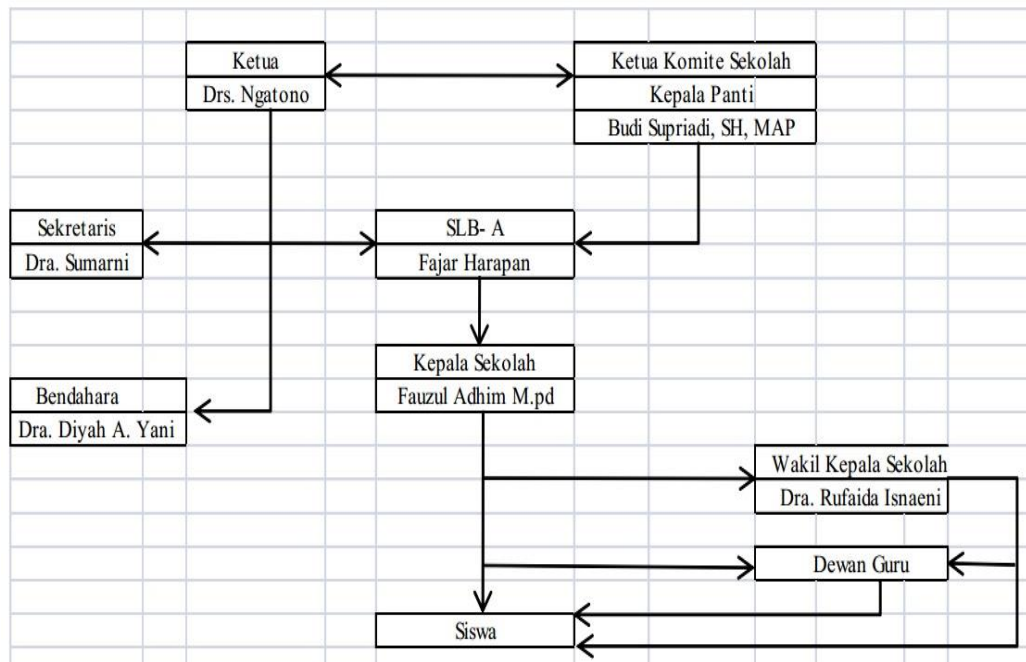 Ketua
Drs. Ngatono
Ketua Komite Sekolah
Kepala Panti
Budi Supriadi, SH, MAP
Sekretaris
Dra. Sumarni
SLB- A
Fajar Harapan
Kepala Sekolah
Fauzul Adhim M.pd
Bendahara
Dra. Diyah A. Yani
Wakil Kepala Sekolah
Dra. Rufaida Isnaeni
Dewan Guru
Siswa